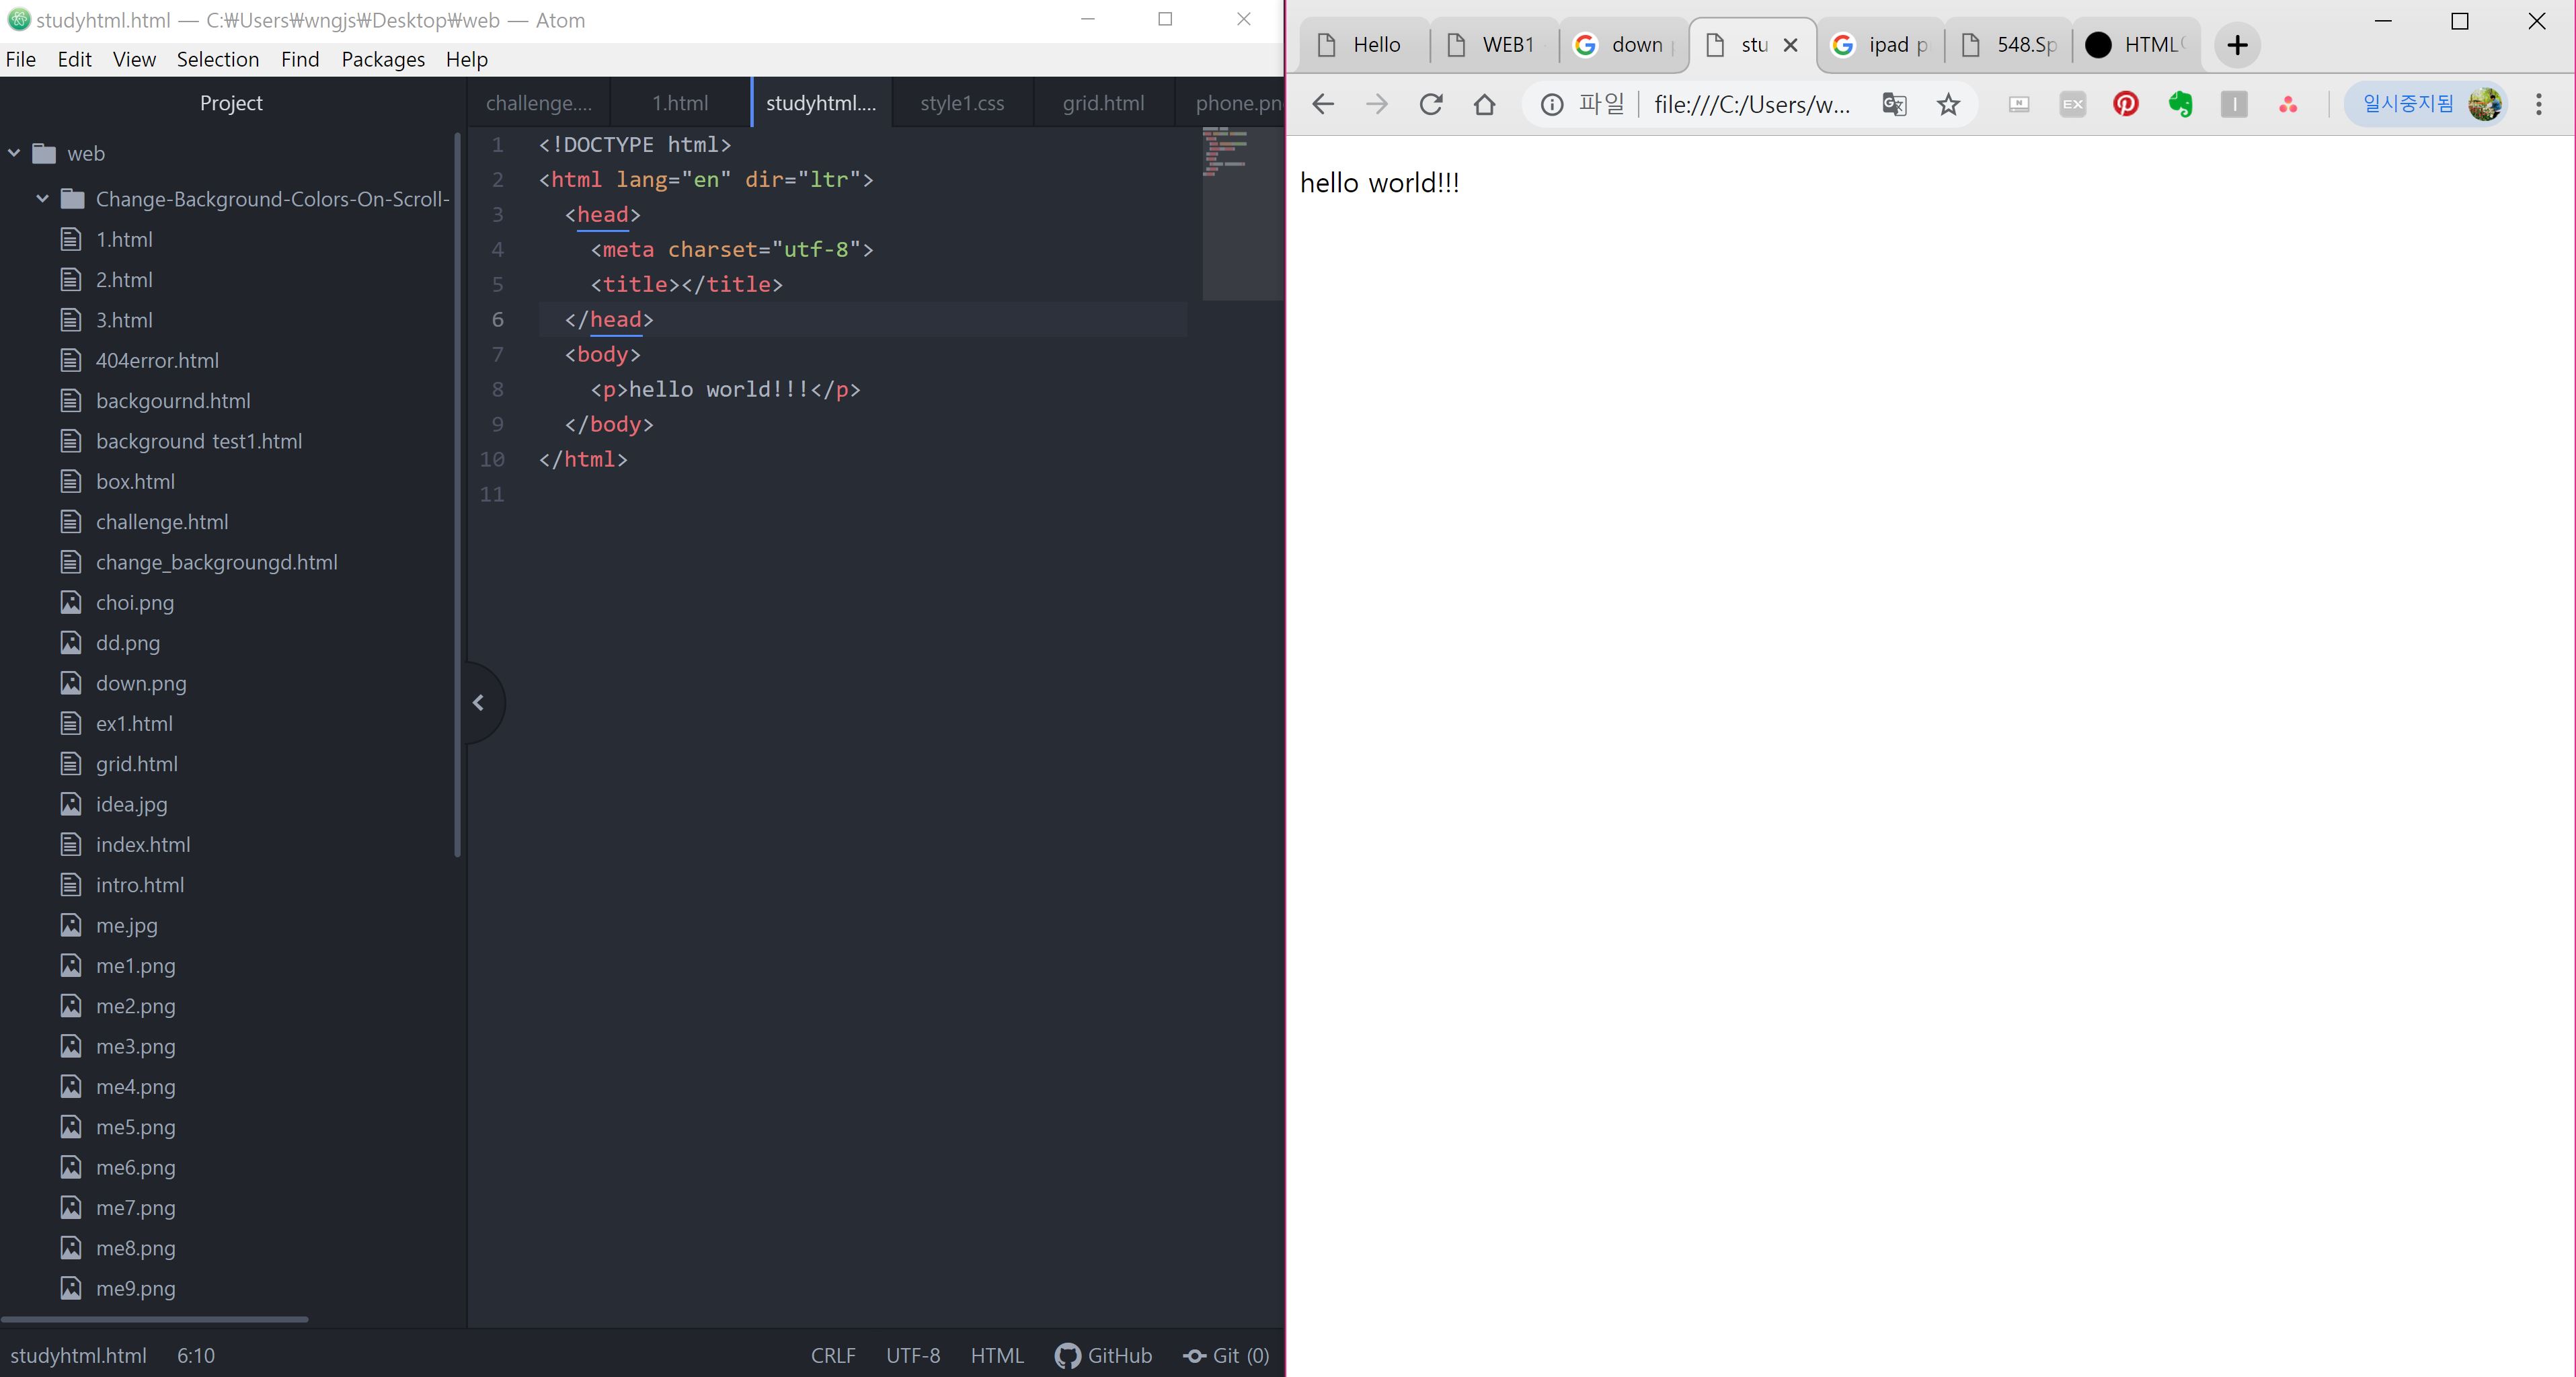 studyhtml.html — C:₩Users₩wngjs₩Desktop₩web — Atom
File Edit View Selection Find Packages Help
Project
web
Change-Background-Colors-On-Scroll-
1.html
2.html
3.html
404error.html
backgournd.html
background test1.html
box.html
challenge.html
change_backgroungd.html
choi.png
dd.png
down.png
ex1.html
grid.html
idea.jpg
index.html
intro.html
me.jpg
me1.png
me2.png
me3.png
me4.png
me5.png
me6.png
me7.png
me8.png
me9.png
challenge.... 1.html studyhtml.... style1.css grid.html phone.pn
1 <!DOCTYPE html>
2 <html lang="en" dir="ltr">
3 <head>
4 <meta charset="utf-8">
5 <title></title>
6 </head>
7 <body>
8 <p>hello world!!!</p>
9 </body>
10 </html>
11
studyhtml.html 6:10 CRLF UTF-8 HTML GitHub Git (0)
Hello WEB1 down stu ipad p 548.Sp HTML
파일 file:///C:/Users/w... EX 일시중지됨
hello world!!!